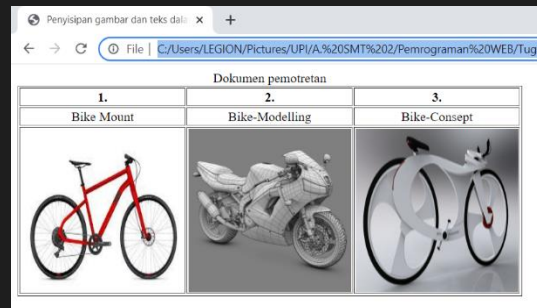 Penyisipan gambar dan teks dala
File
C:/Users/LEGION/Pictures/UPI/A.%20SMT%202/Pemrograman%20WEB/Tug
Dokumen pemotretan
1. 2. 3.
Bike Mount Bike-Modelling Bike-Consept